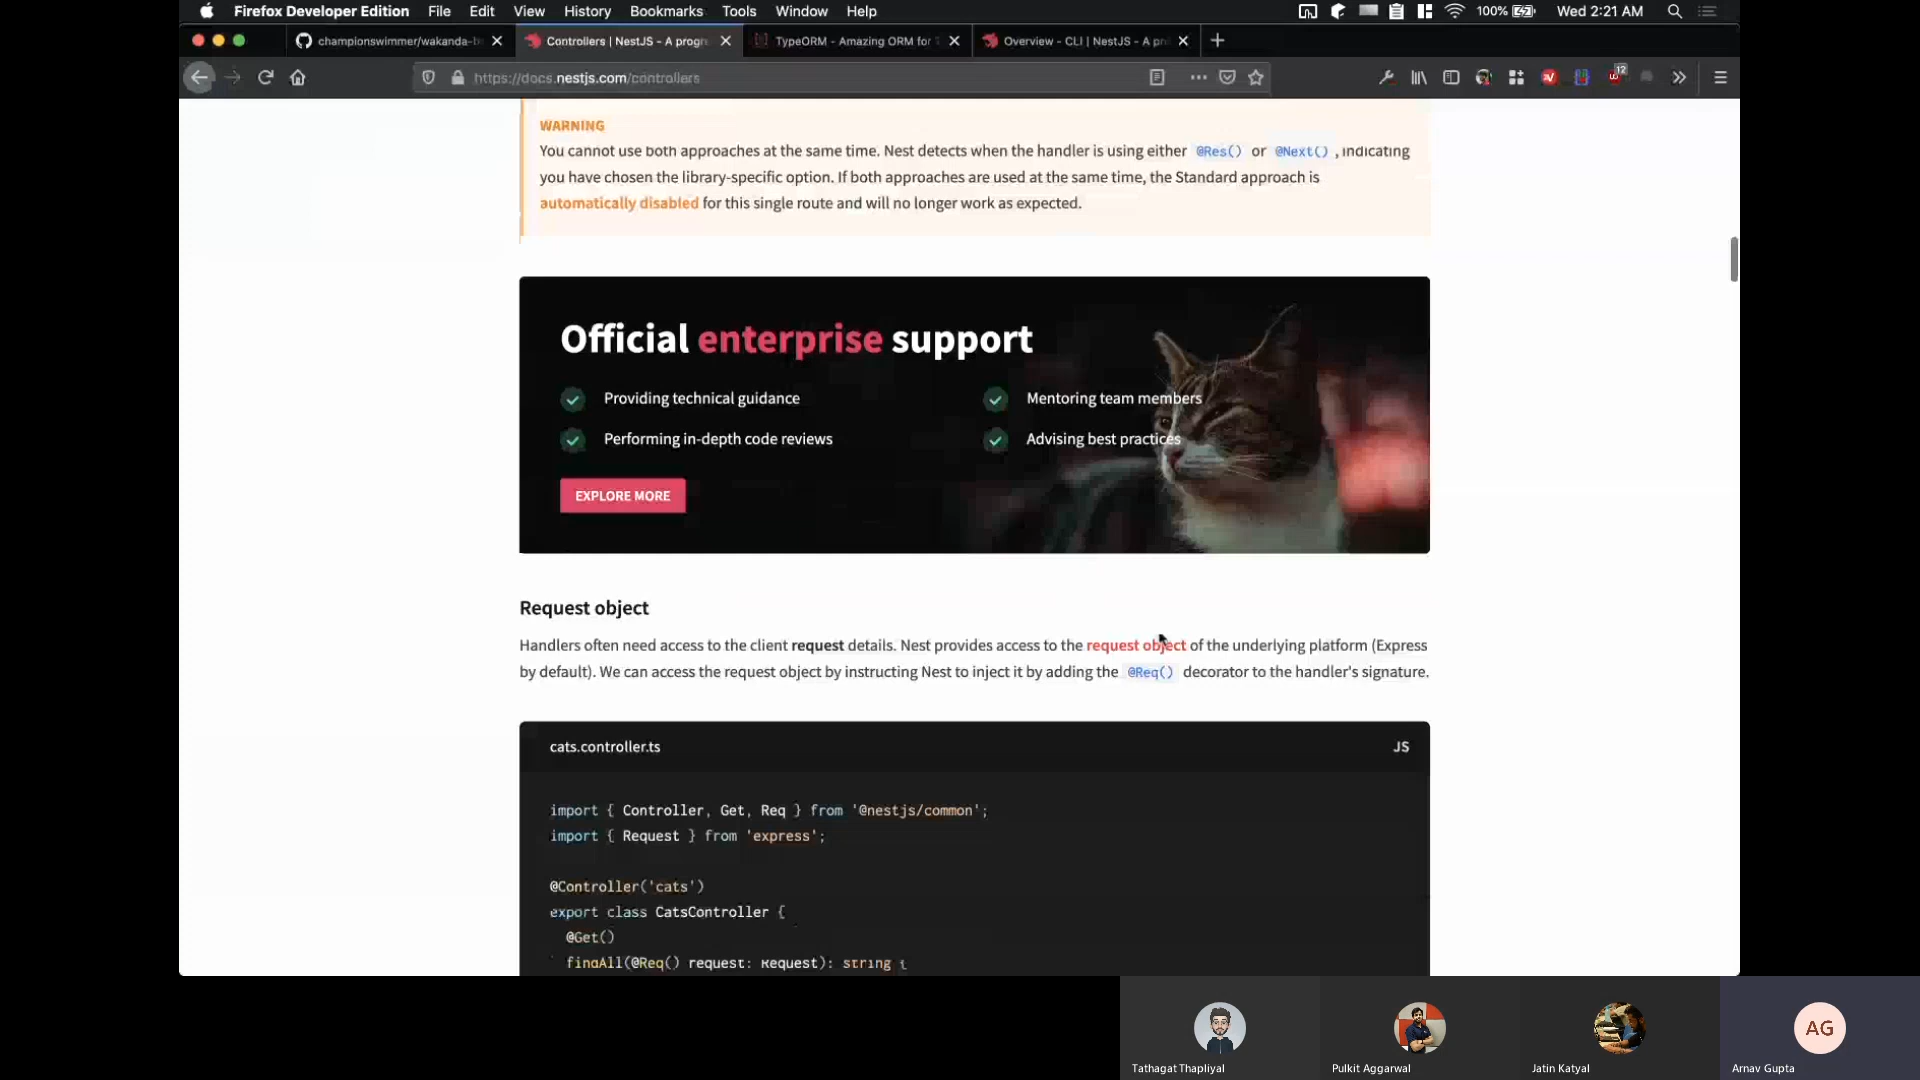 Firefox Developer Edition File Edit View History Bookmarks Tools Window Help 100% Wed 2:21 AM
championswimmer/wakanda-b Controllers | NestJS - A progr TypeORM - Amazing ORM for Overview - CLI | NestJS - A pr
https://docs.nestjs.com/controllers 12
WARNING
You cannot use both approaches at the same time. Nest detects when the handler is using either @Res() or @Next() , indicating
you have chosen the library-specific option. If both approaches are used at the same time, the Standard approach is
automatically disabled for this single route and will no longer work as expected.
Official enterprise support
Providing technical guidance Mentoring team members
Performing in-depth code reviews Advising best practices
EXPLORE MORE
Request object
Handlers often need access to the client request details. Nest provides access to the request object of the underlying platform (Express
by default). We can access the request object by instructing Nest to inject it by adding the @Req() decorator to the handler's signature.
cats.controller.ts JS
import { Controller, Get, Req } from '@nestjs/common';
import { Request } from 'express';
@Controller('cats')
export class CatsController {
@Get()
findAll(@Req() request: Request): string {
AG
Tathagat Thapliyal Pulkit Aggarwal Jatin Katyal Arnav Gupta